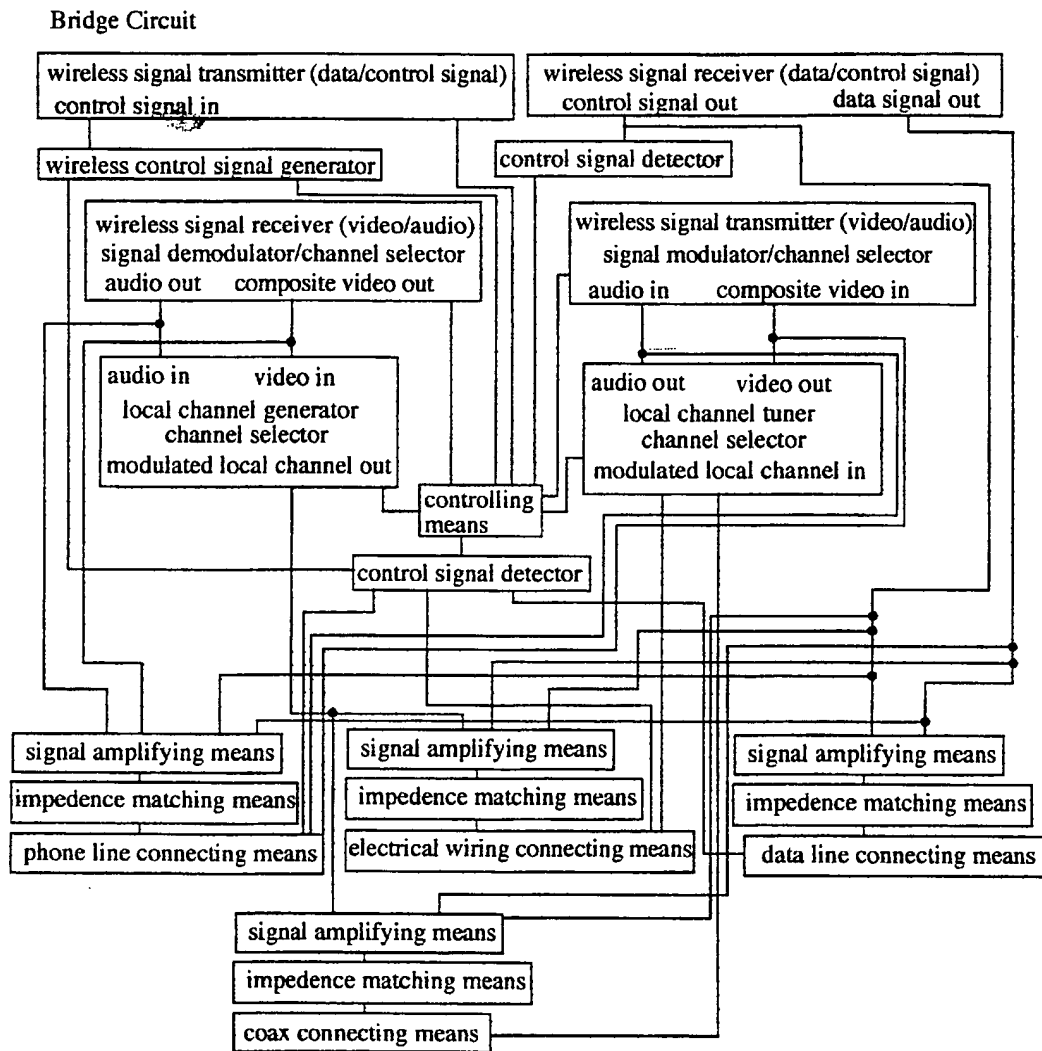 Bridge Circuit
wireless signal transmitter (data/control signal)
control signal in
wireless signal receiver (data/control signal)
control signal out data signal out
wireless control signal generator
control signal detector
wireless signal receiver (video/audio)
signal demodulator/channel selector
audio out composite video out
wireless signal transmitter (video/audio)
signal modulator/channel selector
audio in composite video in
audio in video in
local channel generator
channel selector
modulated local channel out
audio out video out
local channel tuner
channel selector
modulated local channel in
controlling
means
control signal detector
signal amplifying means
impedence matching means
phone line connecting means
signal amplifying means
impedence matching means
electrical wiring connecting means
signal amplifying means
impedence matching means
data line connecting means
signal amplifying means
impedence matching means
coax connecting means